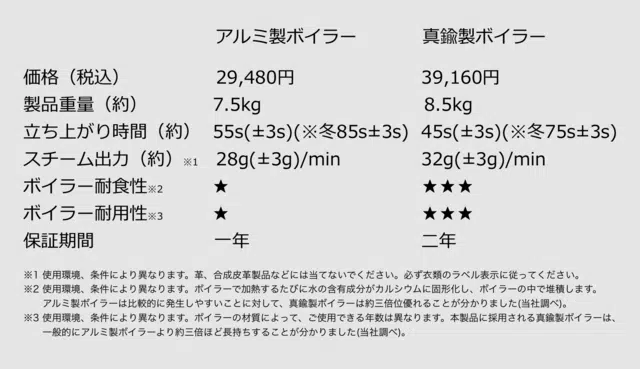 アルミ製ボイラー 真鍮製ボイラー
価格（税込） 29,480円 39,160円
製品重量（約） 7.5kg 8.5kg
立ち上がり時間（約） 55s(±3s)(※冬85s±3s) 45s(±3s)(※冬75s±3s)
スチーム出力（約）※1 28g(±3g)/min 32g(±3g)/min
ボイラー耐食性※2 ★ ★★★
ボイラー耐用性※3 ★ ★★★
保証期間 一年 二年
※1 使用環境、条件により異なります。革、合成皮革製品などには当てないでください。必ず衣類のラベル表示に従ってください。
※2 使用環境、条件により異なります。ボイラーで加熱するたびに水の含有成分がカルシウムに固形化し、ボイラーの中で堆積します。
アルミ製ボイラーは比較的に発生しやすいことに対して、真鍮製ボイラーは約三倍位優れることが分かりました(当社調べ)。
※3 使用環境、条件により異なります。ボイラーの材質によって、ご使用できる年数は異なります。本製品に採用される真鍮製ボイラーは、
一般的にアルミ製ボイラーより約三倍ほど長持ちすることが分かりました(当社調べ)。